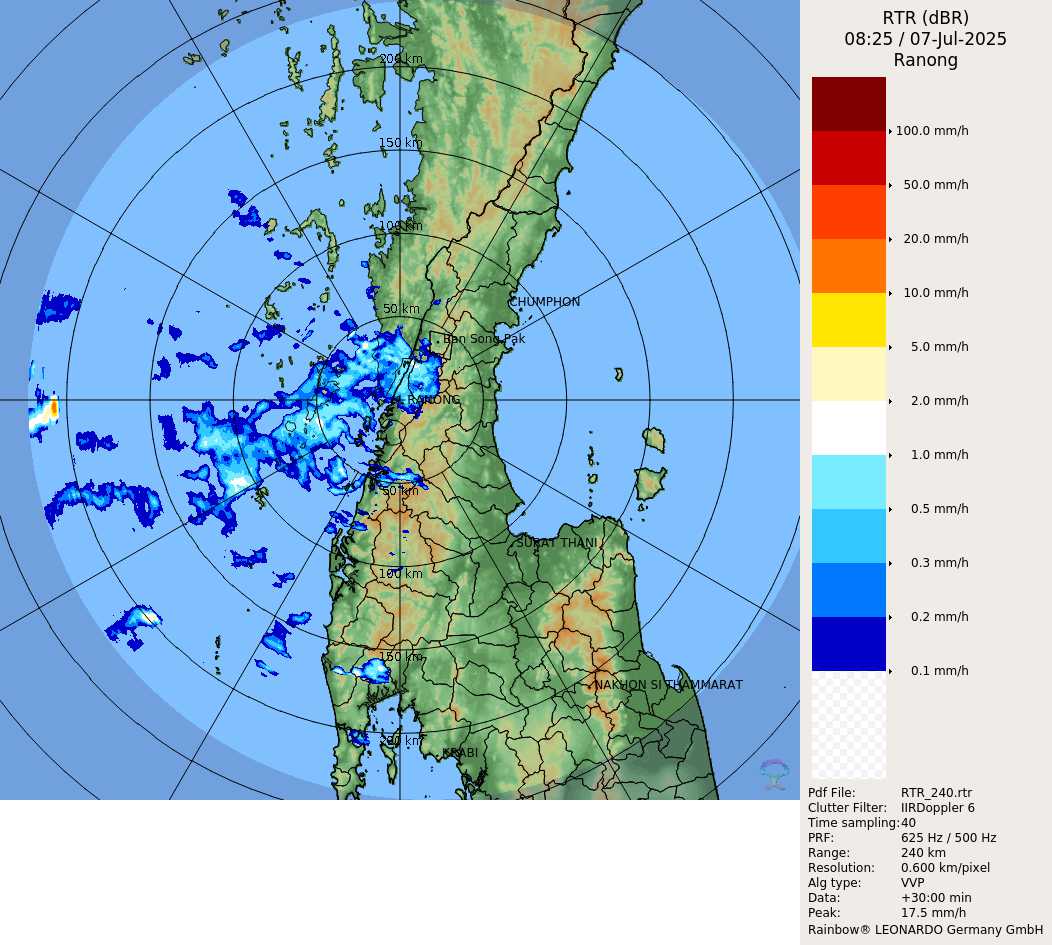 RTR (dBR)
08:25 / 07-Jul-2025
Ranong
200 km
150 km
100 km
50 km
CHUMPHON
Ban Song Pak
RANONG
50 km
SURAT THANI
100 km
150 km
NAKHON SI THAMMARAT
200 km
KRABI
100.0 mm/h
50.0 mm/h
20.0 mm/h
10.0 mm/h
5.0 mm/h
2.0 mm/h
1.0 mm/h
0.5 mm/h
0.3 mm/h
0.2 mm/h
0.1 mm/h
Pdf File: RTR_240.rtr
Clutter Filter: IIRDoppler 6
Time sampling:40
PRF: 625 Hz / 500 Hz
Range: 240 km
Resolution: 0.600 km/pixel
Alg type: VVP
Data: +30:00 min
Peak: 17.5 mm/h
Rainbow® LEONARDO Germany GmbH